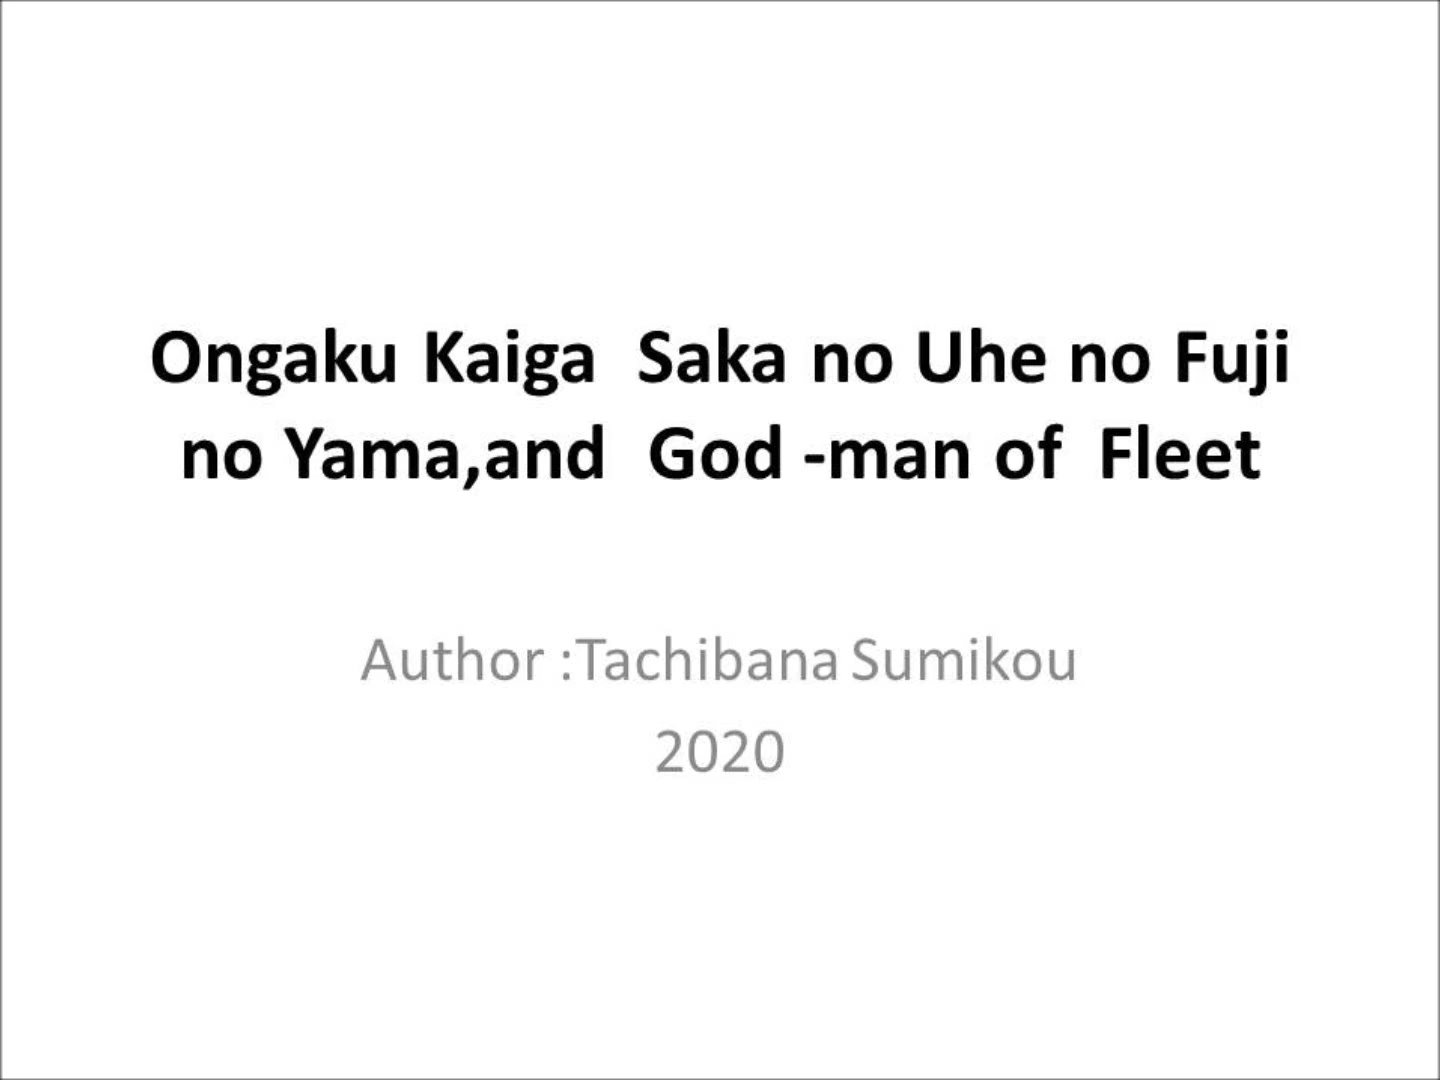 Ongaku Kaiga  Saka no Uhe no Fuji
no Yama,and  God -man of  Fleet
Author :Tachibana Sumikou
2020